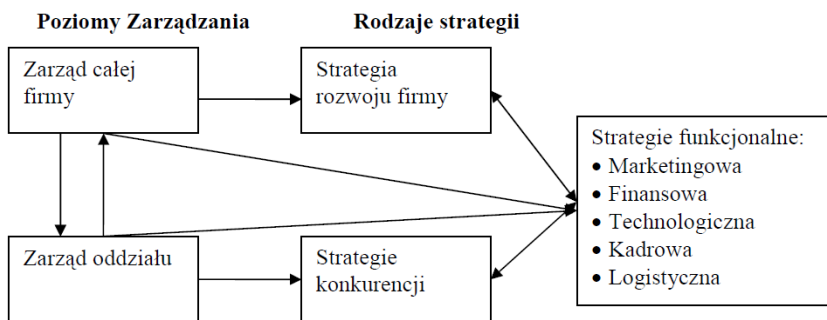 Poziomy Zarządzania
Rodzaje strategii
Zarząd całej
firmy
Strategia
rozwoju firmy
Strategie funkcjonalne:
• Marketingowa
• Finansowa
• Technologiczna
• Kadrowa
• Logistyczna
Zarząd oddziału
Strategie
konkurencji